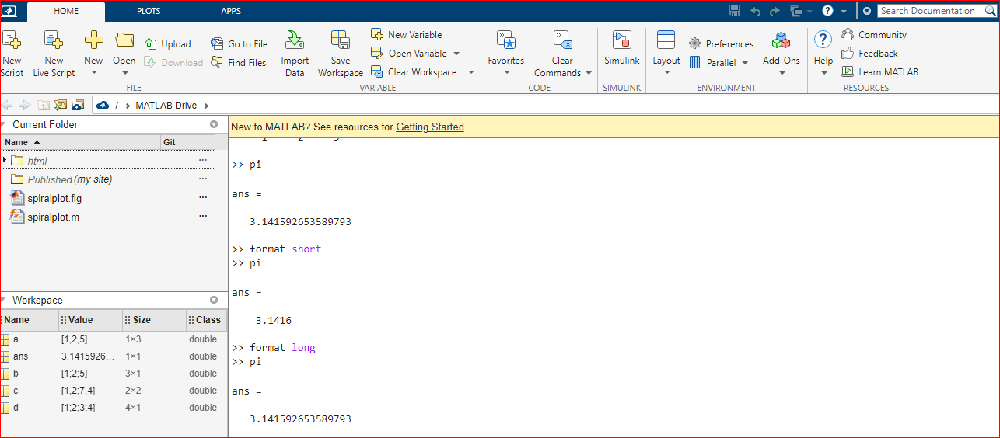 HOME PLOTS APPS
Search Documentation
New Script
New Live Script
New
Open
Upload
Download
Go to File
Find Files
FILE
Import Data
Save Workspace
New Variable
Open Variable
Clear Workspace
VARIABLE
Favorites
Clear Commands
CODE
Simulink
SIMULINK
Layout
Preferences
Parallel
Add-Ons
ENVIRONMENT
Help
Community
Feedback
Learn MATLAB
RESOURCES
/ MATLAB Drive
Current Folder
Name Git
html ...
Published (my site) ...
spiralplot.fig ...
spiralplot.m ...
Workspace
Name Value Size Class
a [1,2,5] 1×3 double
ans 3.1415926... 1×1 double
b [1;2;5] 3×1 double
c [1,2;7,4] 2×2 double
d [1;2;3;4] 4×1 double
New to MATLAB? See resources for Getting Started.
>> pi
ans =
3.141592653589793
>> format short
>> pi
ans =
3.1416
>> format long
>> pi
ans =
3.141592653589793